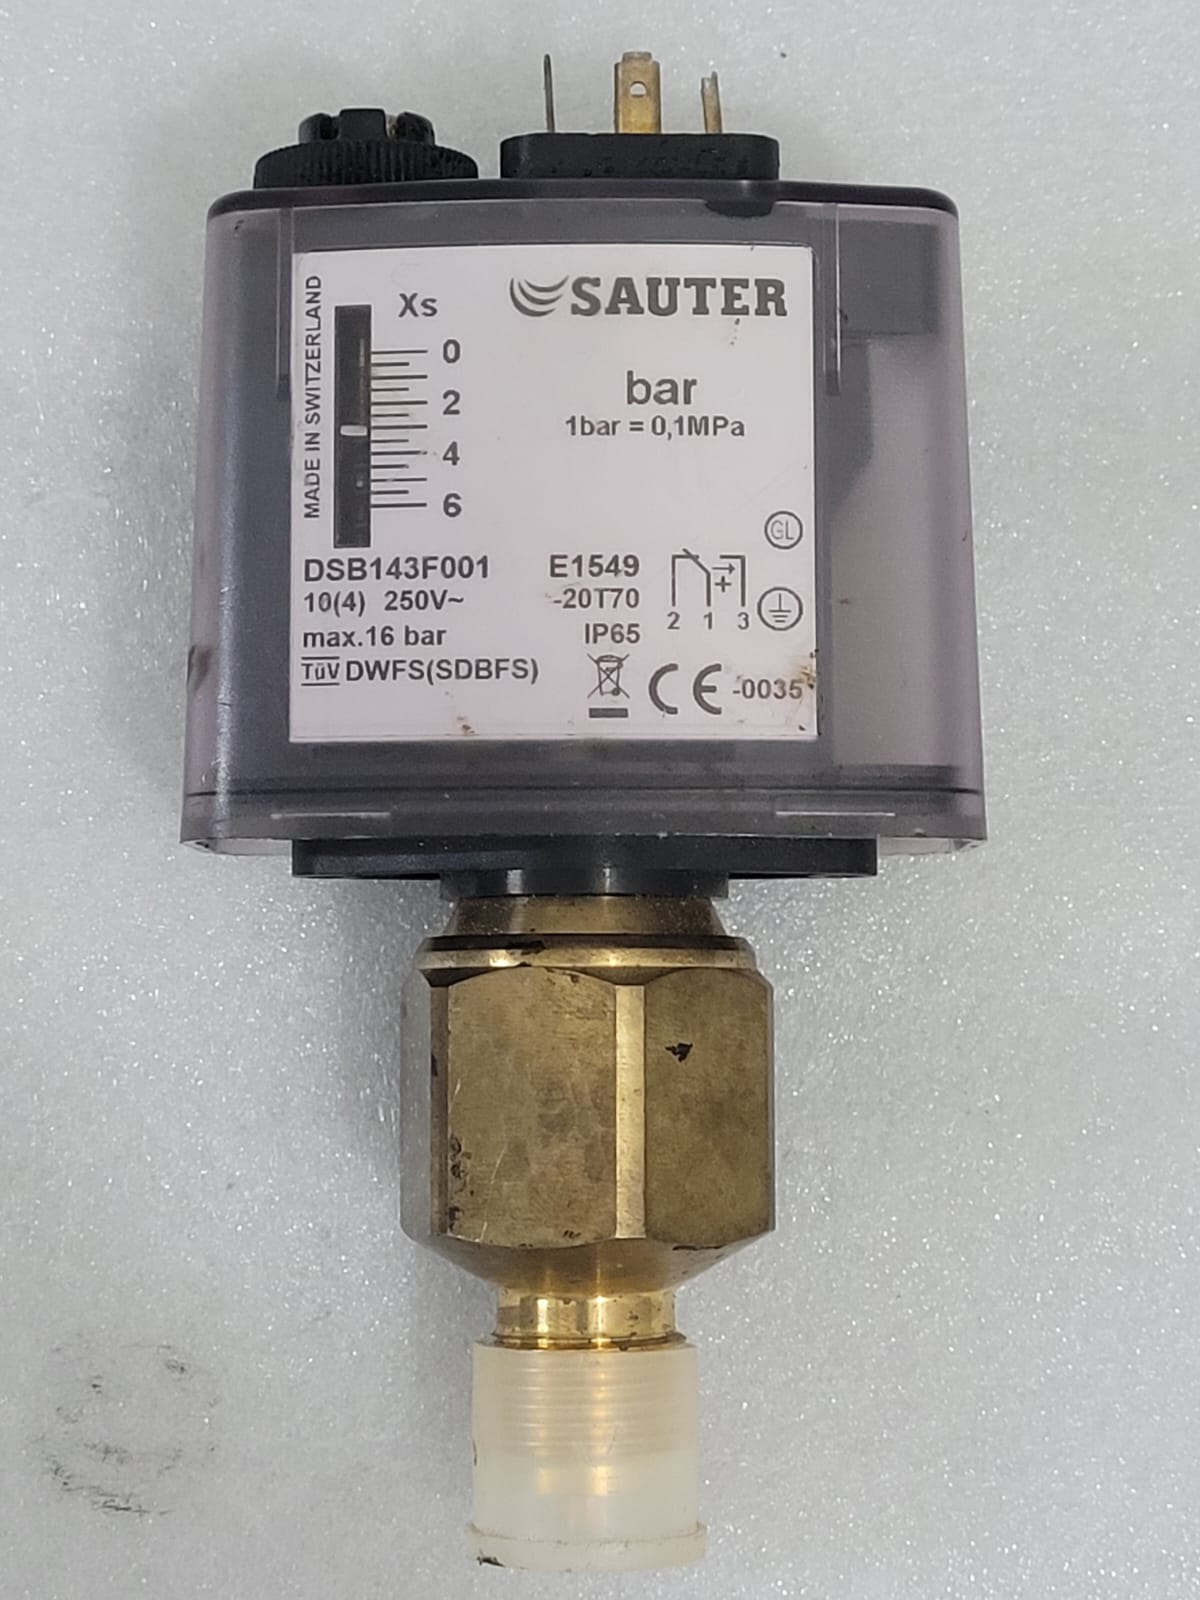 MADE IN SWITZERLAND
Xs
0
2
4
6
SAUTER
bar
1bar = 0,1MPa
GL
DSB143F001 E1549
10(4) 250V~ -20T70
max.16 bar IP65
2 1 3
TüV DWFS(SDBFS)
CE -0035